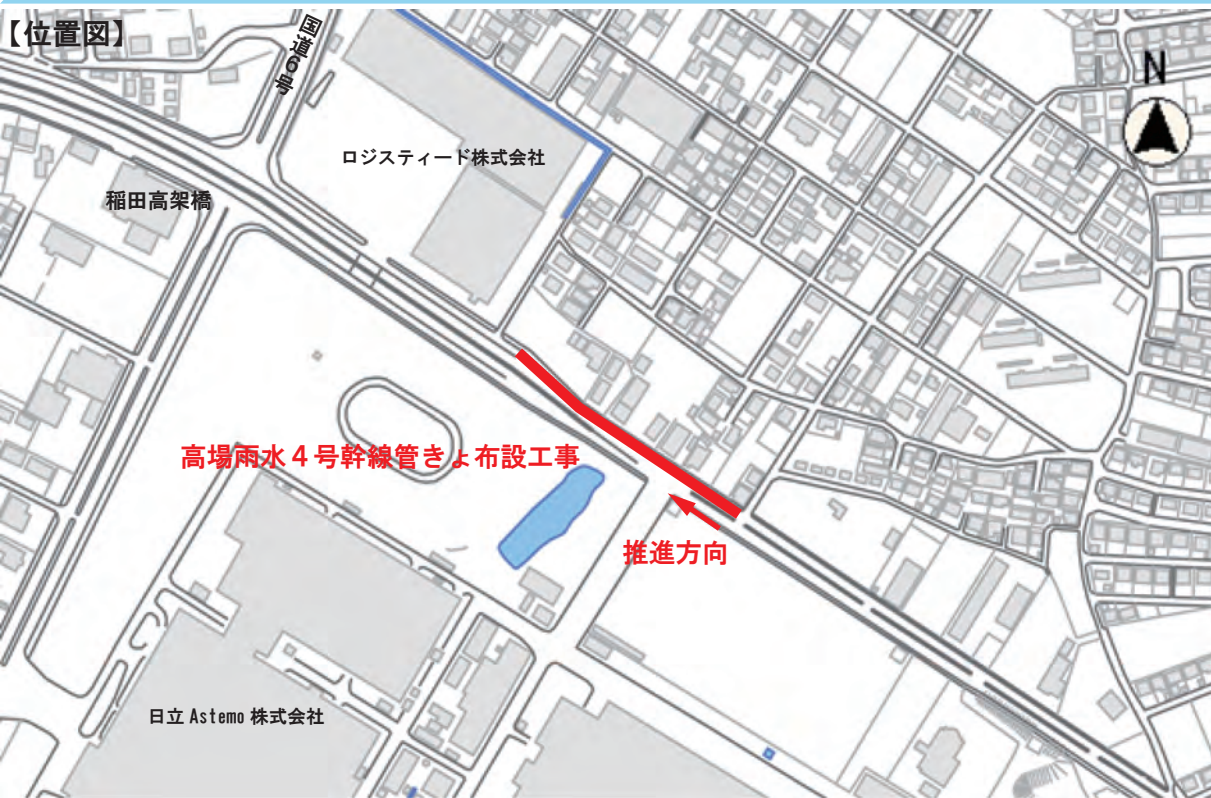 【位置図】
国道6号
N
ロジスティード株式会社
稲田高架橋
高場雨水４号幹線管きょ布設工事
推進方向
日立 Astemo 株式会社